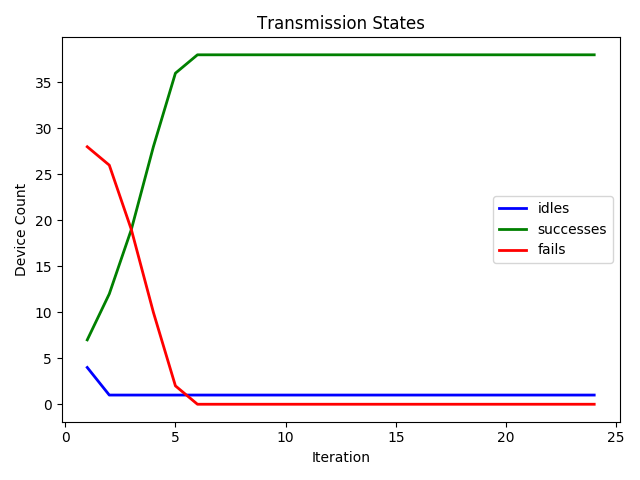 Transmission States
Device Count
35
30
25
20
15
10
5
0
idles
successes
fails
0 5 10 15 20 25
Iteration